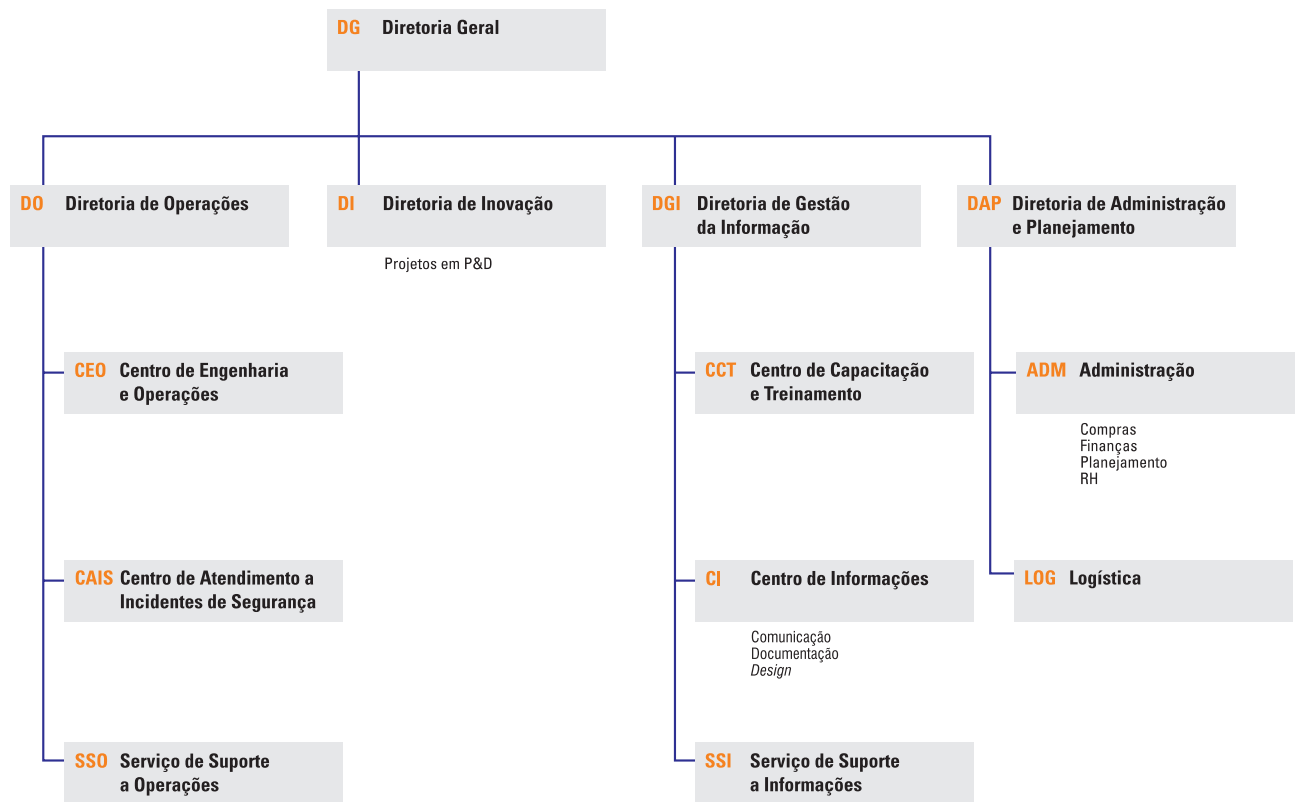 DG Diretoria Geral
DO Diretoria de Operações
DI Diretoria de Inovação
Projetos em P&D
DGI Diretoria de Gestão
da Informação
DAP Diretoria de Administração
e Planejamento
CEO Centro de Engenharia
e Operações
CCT Centro de Capacitação
e Treinamento
ADM Administração
Compras
Finanças
Planejamento
RH
CAIS Centro de Atendimento a
Incidentes de Segurança
CI Centro de Informações
Comunicação
Documentação
Design
LOG Logística
SSO Serviço de Suporte
a Operações
SSI Serviço de Suporte
a Informações